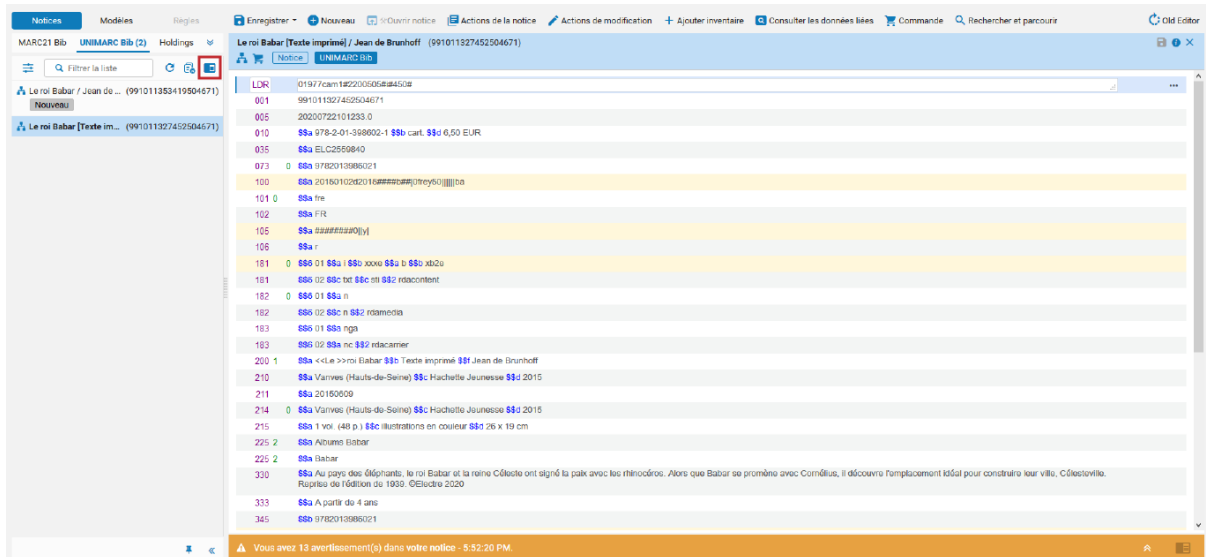 Notices Modèles Règles Enregistrer Nouveau Ouvrir notice Actions de la notice Actions de modification Ajouter inventaire Consulter les données liées Commande Rechercher et parcourir Old Editor
MARC21 Bib UNIMARC Bib (2) Holdings
Filtrer la liste
Le roi Babar / Jean de ... (991011353419504671)
Nouveau
Le roi Babar [Texte im... (991011327452504671)
Le roi Babar [Texte imprimé] / Jean de Brunhoff (991011327452504671)
Notice UNIMARC Bib
LDR 01977cam1#2200505#i#450#
001 991011327452504671
005 20200722101233.0
010 $$a 978-2-01-398602-1 $$b cart. $$d 6,50 EUR
035 $$a ELC2559840
073 0 $$a 9782013986021
100
101 0 $$a fre
102 $$a FR
105 $$a ########0||y|
106 $$a r
181 0 $$6 01 $$a i $$b xxxe $$a b $$b xb2e
181 $$6 02 $$c txt $$c sti $$2 rdacontent
182 0 $$6 01 $$a n
182 $$6 02 $$c n $$2 rdamedia
183 $$6 01 $$a nga
183 $$6 02 $$a nc $$2 rdacarrier
200 1 $$a <<Le >>roi Babar $$b Texte imprimé $$f Jean de Brunhoff
210 $$a Vanves (Hauts-de-Seine) $$c Hachette Jeunesse $$d 2015
211 $$a 20150609
214 0 $$a Vanves (Hauts-de-Seine) $$c Hachette Jeunesse $$d 2015
215 $$a 1 vol. (48 p.) $$c illustrations en couleur $$d 26 x 19 cm
225 2 $$a Albums Babar
225 2 $$a Babar
330 $$a Au pays des éléphants, le roi Babar et la reine Céleste ont signé la paix avec les rhinocéros. Alors que Babar se promène avec Cornélius, il découvre l'emplacement idéal pour construire leur ville, Célesteville.
Reprise de l'édition de 1939. ©Electre 2020
333 $$a A partir de 4 ans
345 $$b 9782013986021
Vous avez 13 avertissement(s) dans votre notice - 5:52:20 PM.